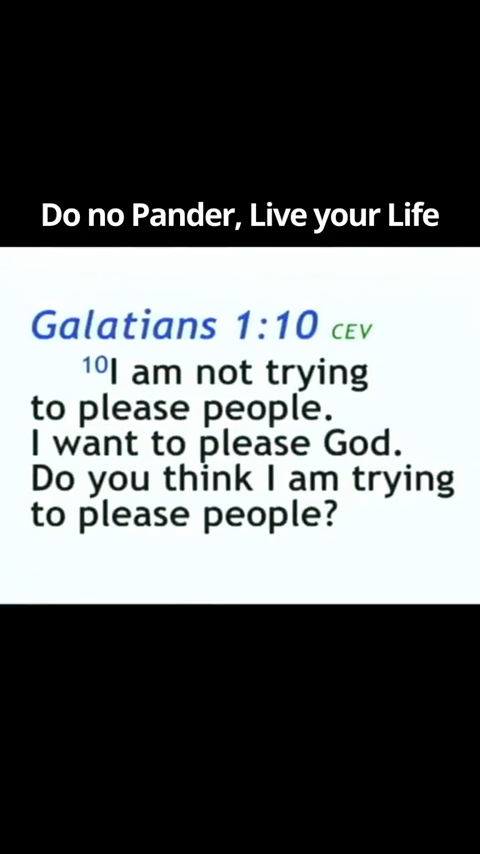 Do no Pander, Live your Life
Galatians 1:10 CEV
10I am not trying
to please people.
I want to please God.
Do you think I am trying
to please people?